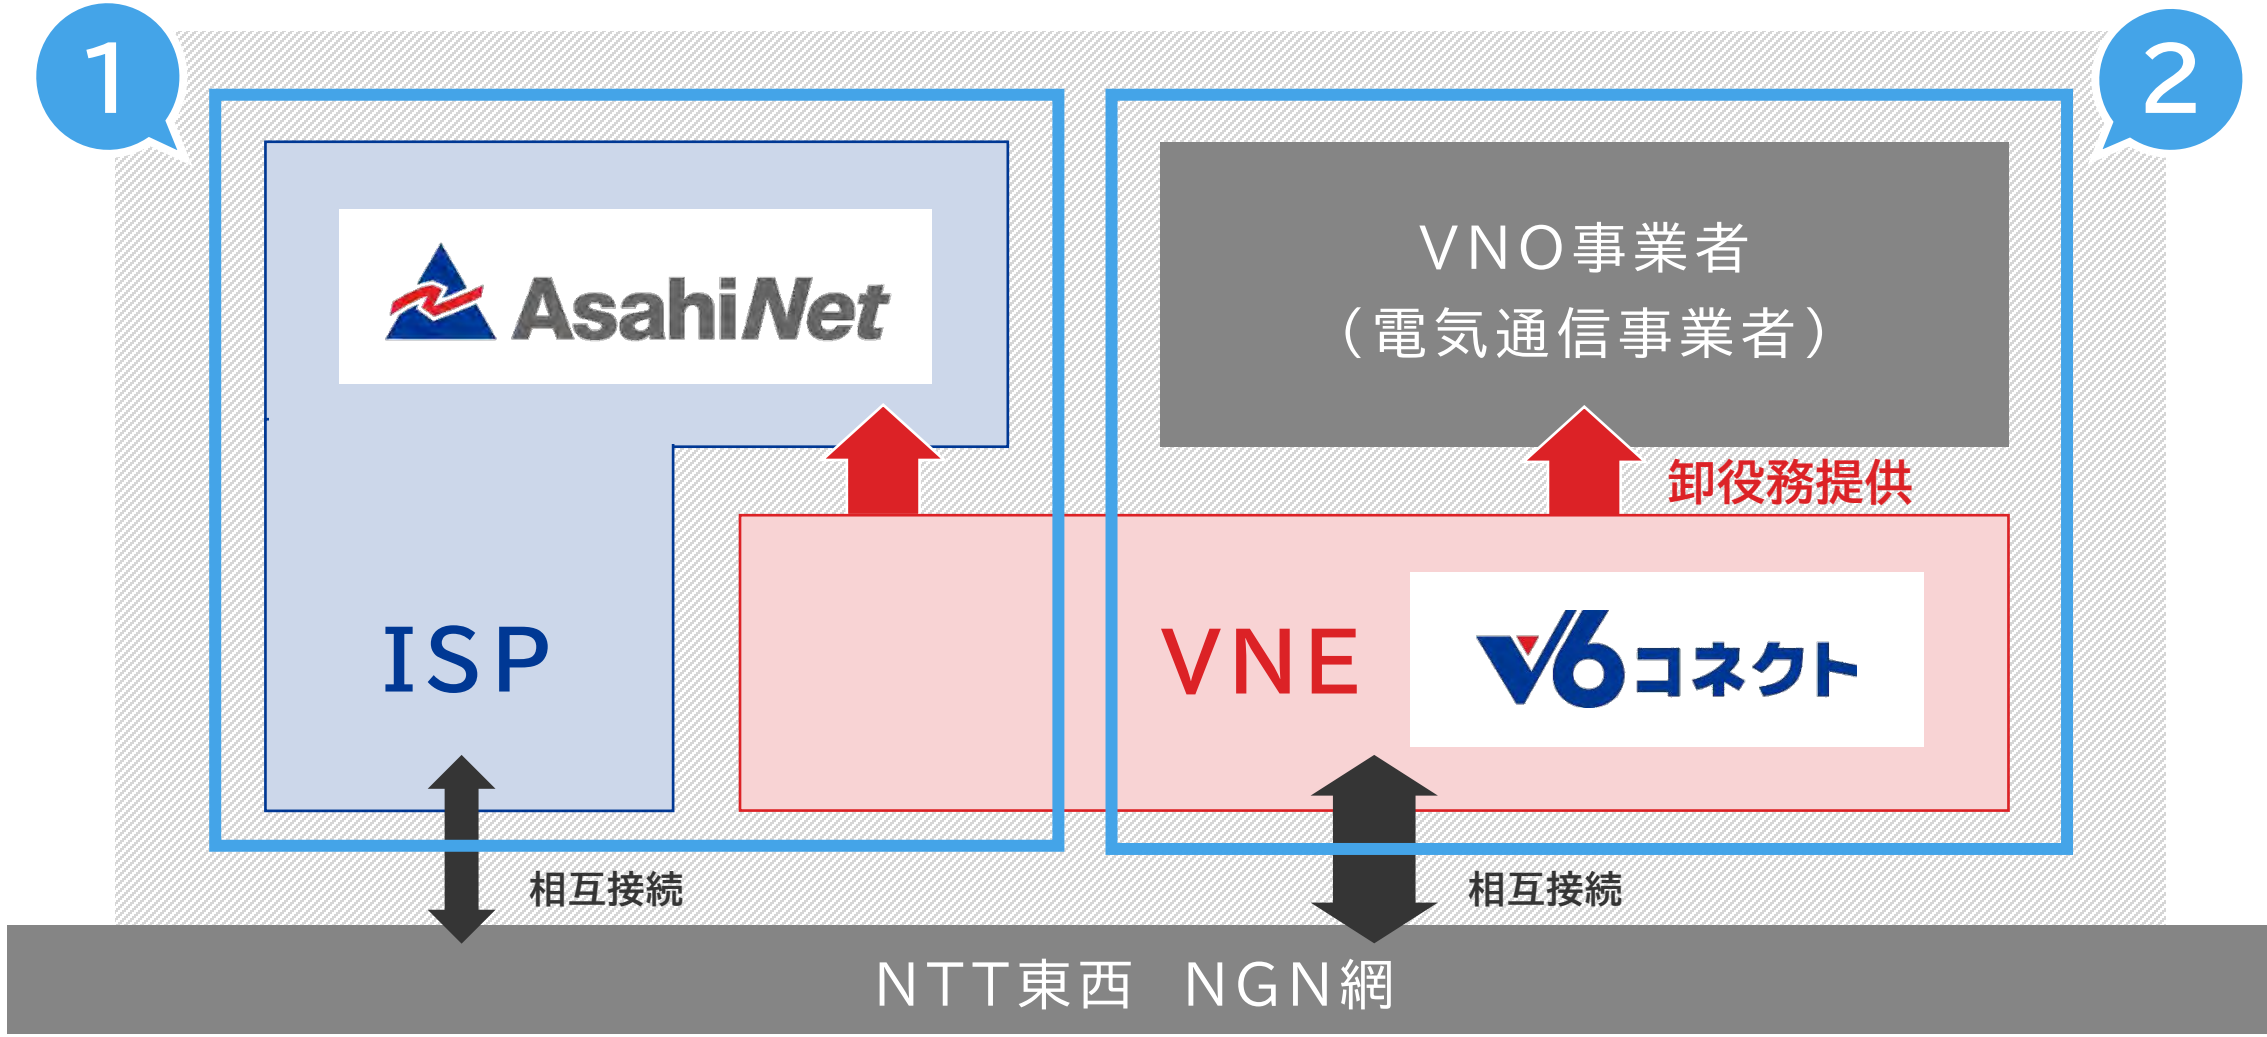 1
2
AsahiNet
VNO事業者
(電気通信事業者)
卸役務提供
ISP
VNE
V6コネクト
相互接続
相互接続
NTT東西 NGN網